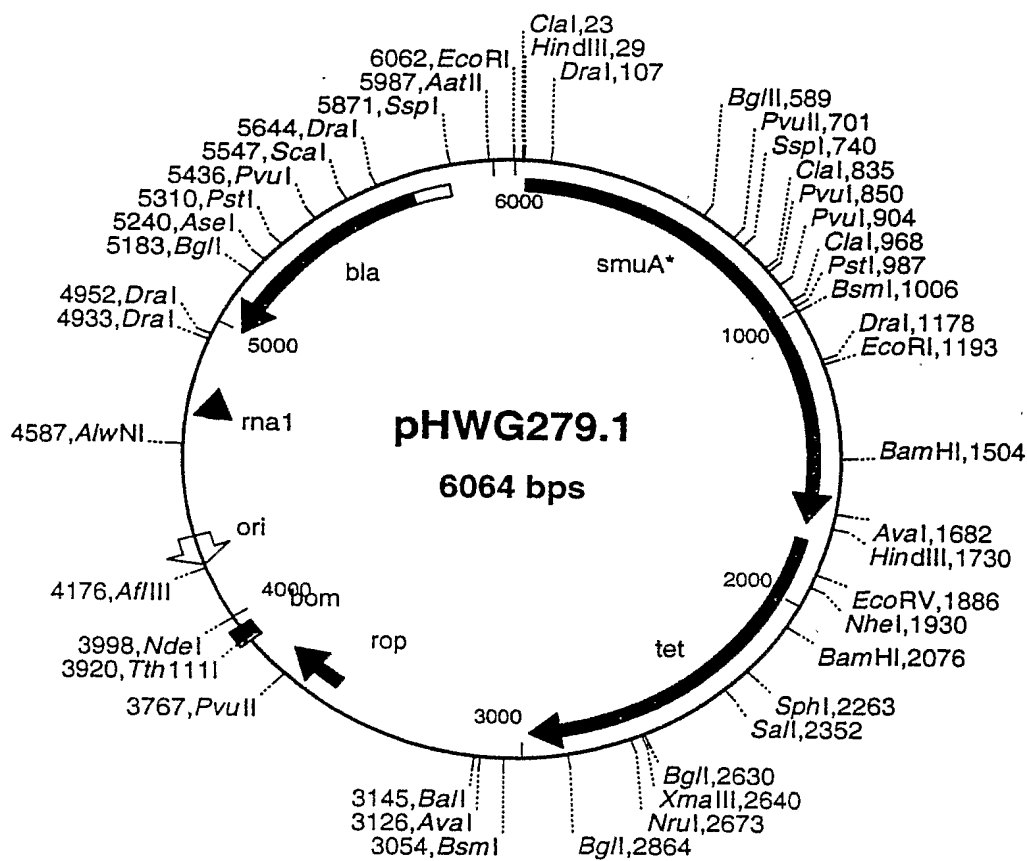 ClaI,23
HindIII,29
DraI,107
6062,EcoRI
5987,AatII
5871,SspI
5644,DraI
5547,ScaI
5436,PvuI
5310,PstI
5240,AseI
5183,BglI
4952,DraI
4933,DraI
4587,AlwNI
4176,AflIII
3998,NdeI
3920,Tth111I
3767,PvuII
3145,BalI
3126,AvaI
3054,BsmI
BglII,589
PvuII,701
SspI,740
ClaI,835
PvuI,850
PvuI,904
ClaI,968
PstI,987
BsmI,1006
DraI,1178
EcoRI,1193
BamHI,1504
AvaI,1682
HindIII,1730
EcoRV,1886
NheI,1930
BamHI,2076
SphI,2263
SalI,2352
BglI,2630
XmaIII,2640
NruI,2673
BglI,2864
6000
bla
smuA*
5000
1000
rna1
pHWG279.1
6064 bps
ori
4000
bom
rop
2000
tet
3000